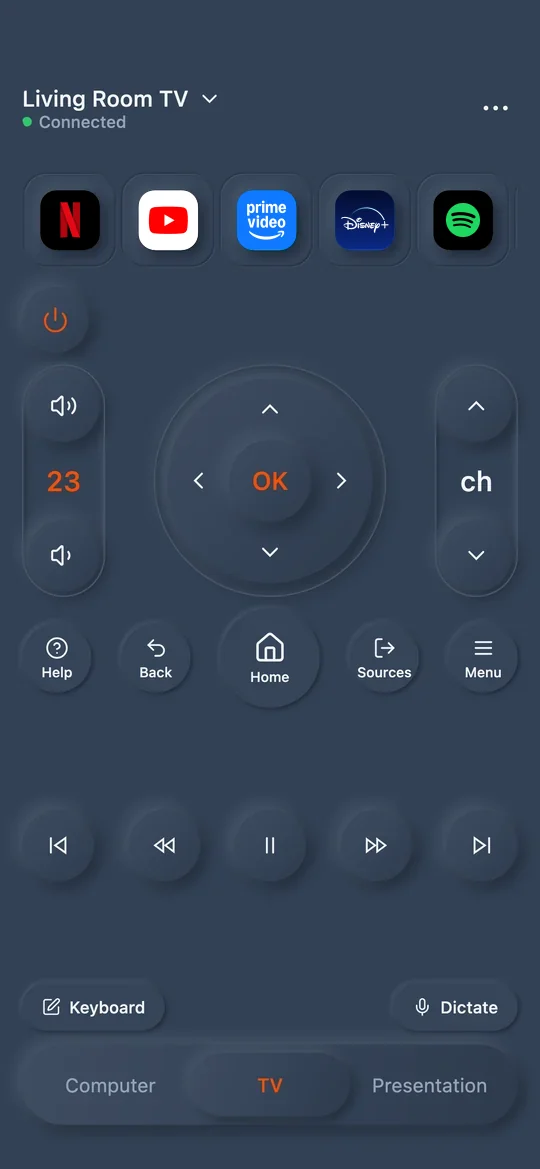 Living Room TV
Connected
N
prime
video
Disney+
23
OK
ch
Help
Back
Home
Sources
Menu
Keyboard
Dictate
Computer
TV
Presentation